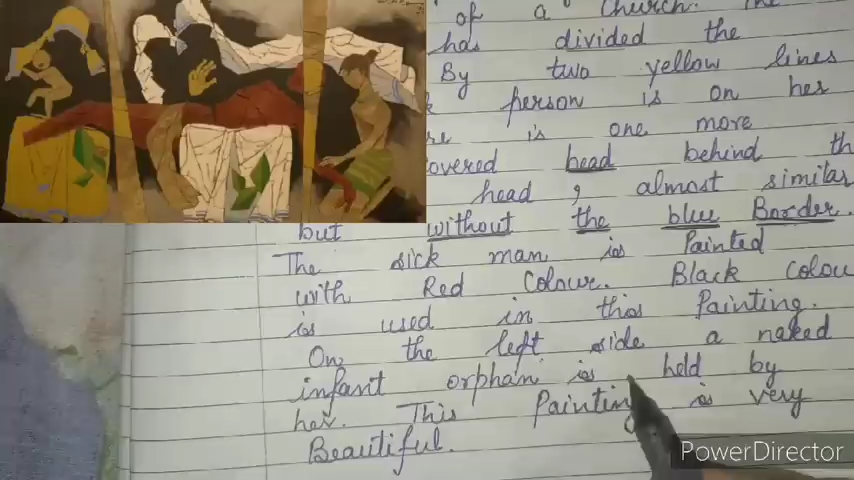 of a Church. The
has divided the
By two yellow lines
person is on her
is one more
overed head behind th
head, almost similar
but without the blue Border.
The sick man is Painted
with Red Colour. Black Colou
is used in this Painting.
On the left side a naked
infant orphan is held by
her. This Painting is very
Beautiful.
PowerDirector